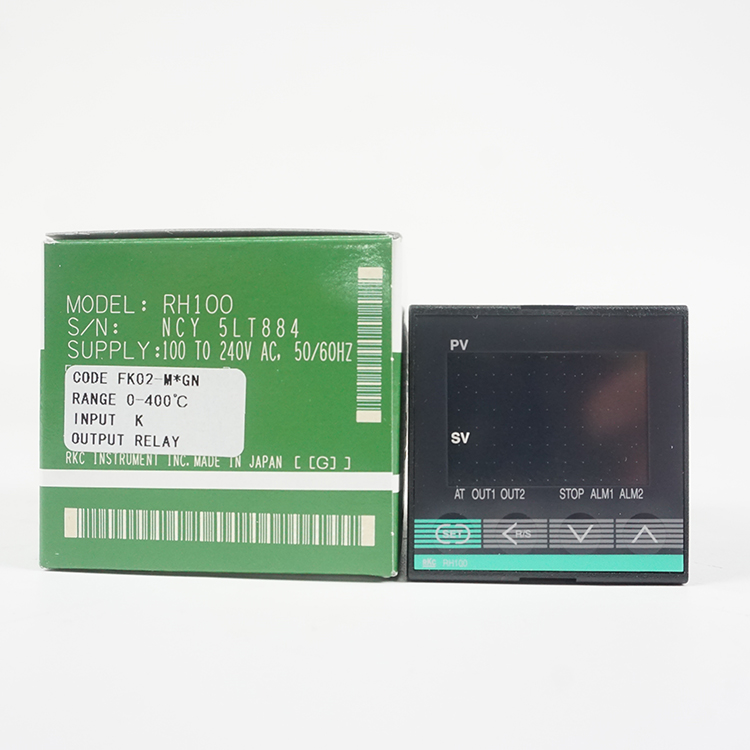 MODEL: RH100
S/N: NCY 5LT884
SUPPLY:100 TO 240V AC, 50/60HZ
CODE FK02-M*GN
RANGE 0-400℃
INPUT K
OUTPUT RELAY
RKC INSTRUMENT INC.MADE IN JAPAN [ [G] ]
PV
SV
AT OUT1 OUT2 STOP ALM1 ALM2
SET R/S
RKC RH100